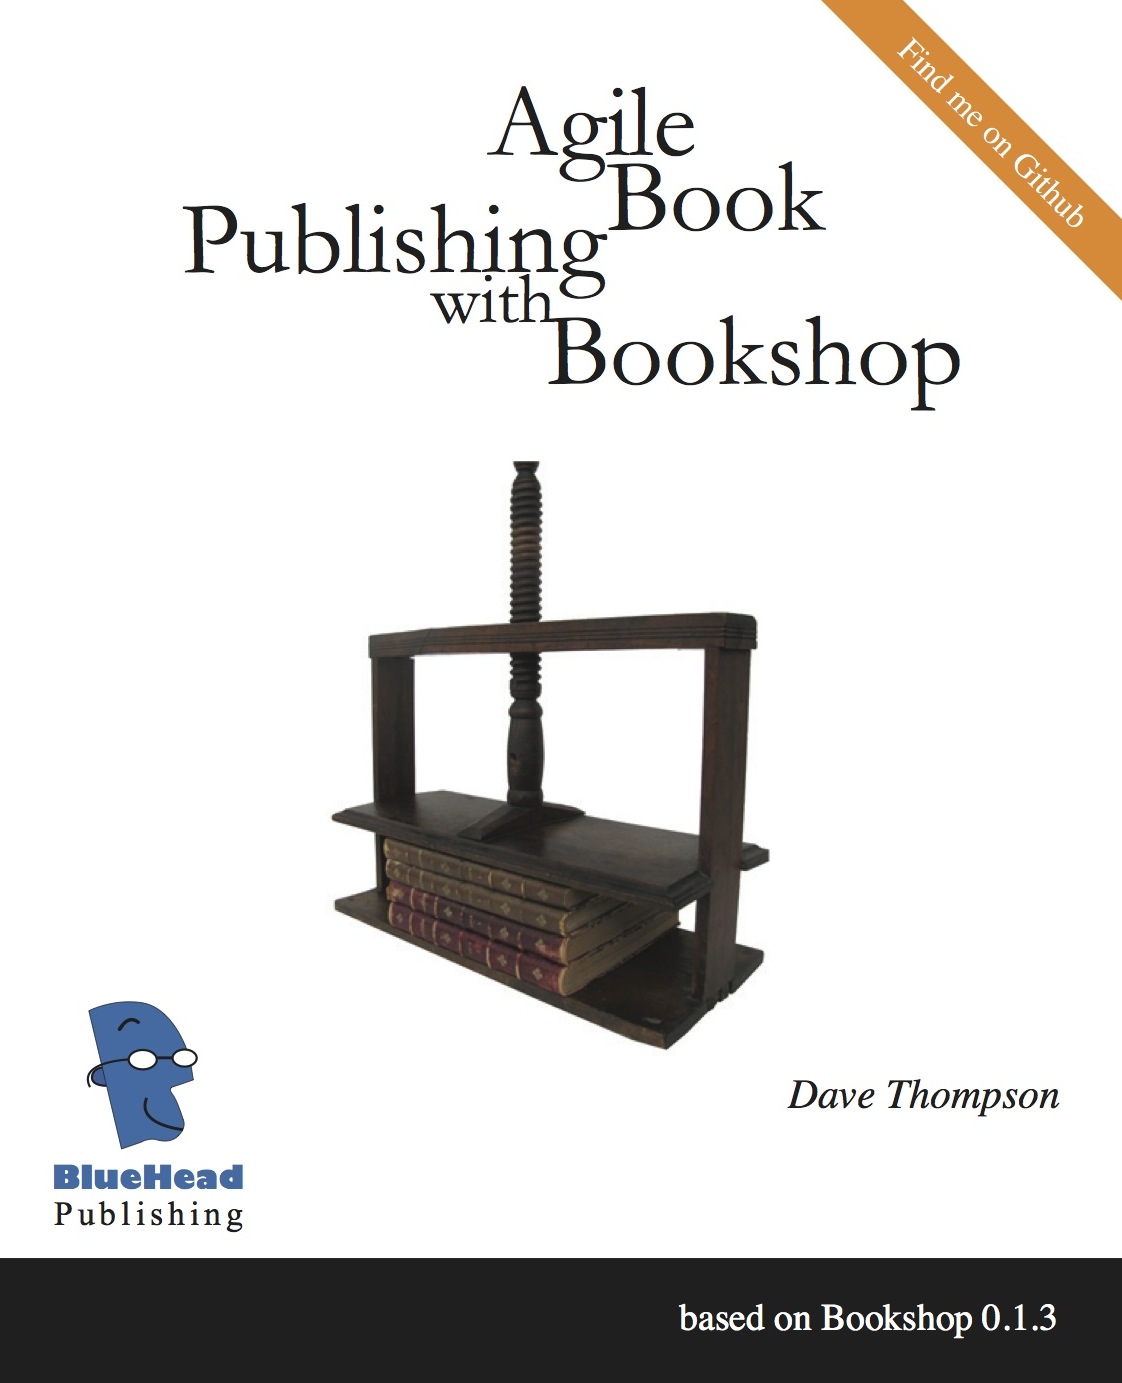 Find me on Github
Agile
Book
Publishing
with
Bookshop
Dave Thompson
BlueHead
Publishing
based on Bookshop 0.1.3